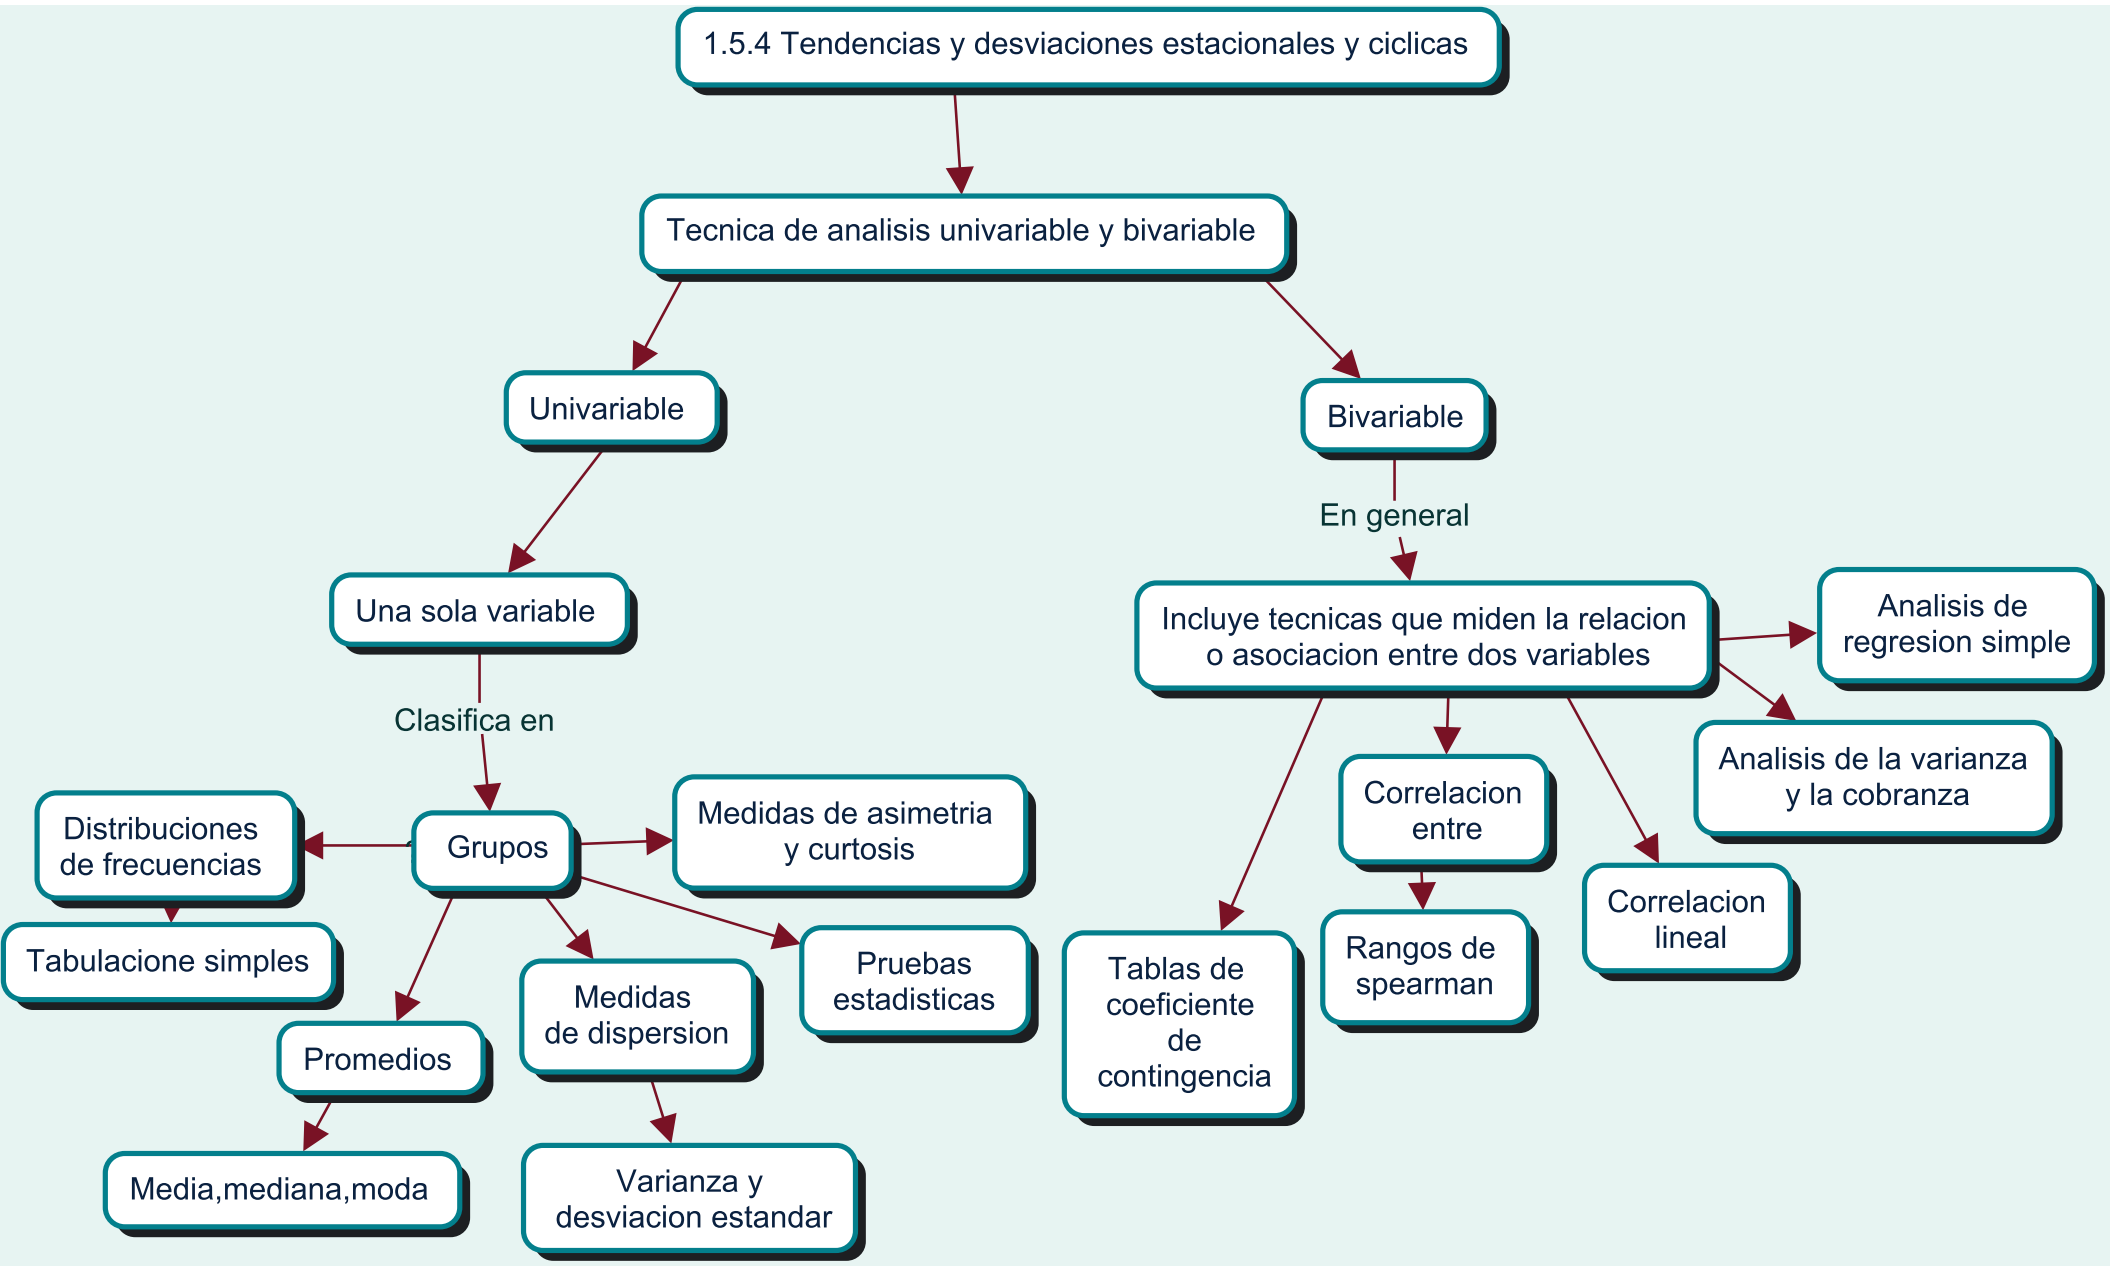 1.5.4 Tendencias y desviaciones estacionales y ciclicas
Tecnica de analisis univariable y bivariable
Univariable
Bivariable
En general
Una sola variable
Incluye tecnicas que miden la relacion
o asociacion entre dos variables
Analisis de
regresion simple
Clasifica en
Analisis de la varianza
y la cobranza
Distribuciones
de frecuencias
Grupos
Medidas de asimetria
y curtosis
Correlacion
entre
Correlacion
lineal
Tabulacione simples
Promedios
Medidas
de dispersion
Pruebas
estadisticas
Tablas de
coeficiente
de
contingencia
Rangos de
spearman
Media,mediana,moda
Varianza y
desviacion estandar